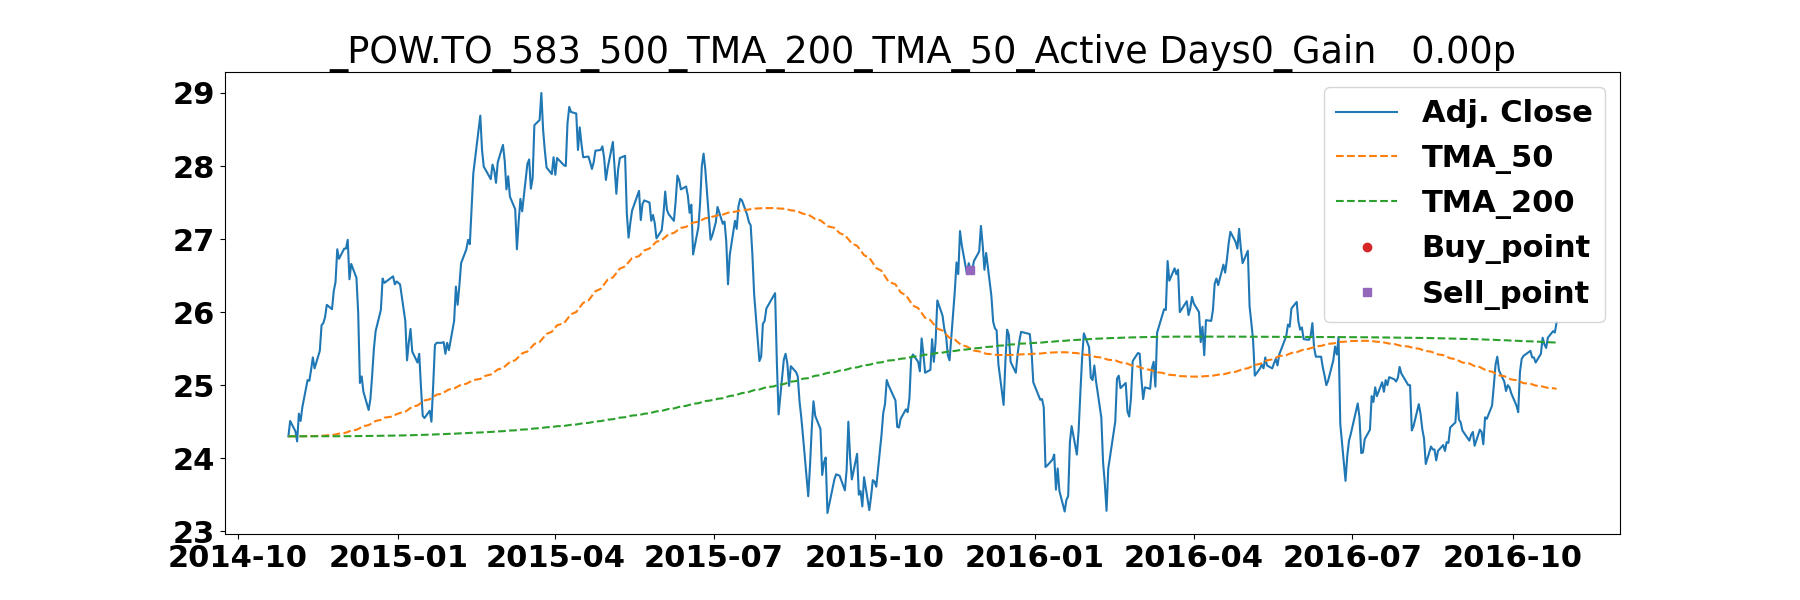 _POW.TO_583_500_TMA_200_TMA_50_Active Days0_Gain   0.00p
29
28
27
26
25
24
23
Adj. Close
TMA_50
TMA_200
Buy_point
Sell_point
2014-10 2015-01 2015-04 2015-07 2015-10 2016-01 2016-04 2016-07 2016-10